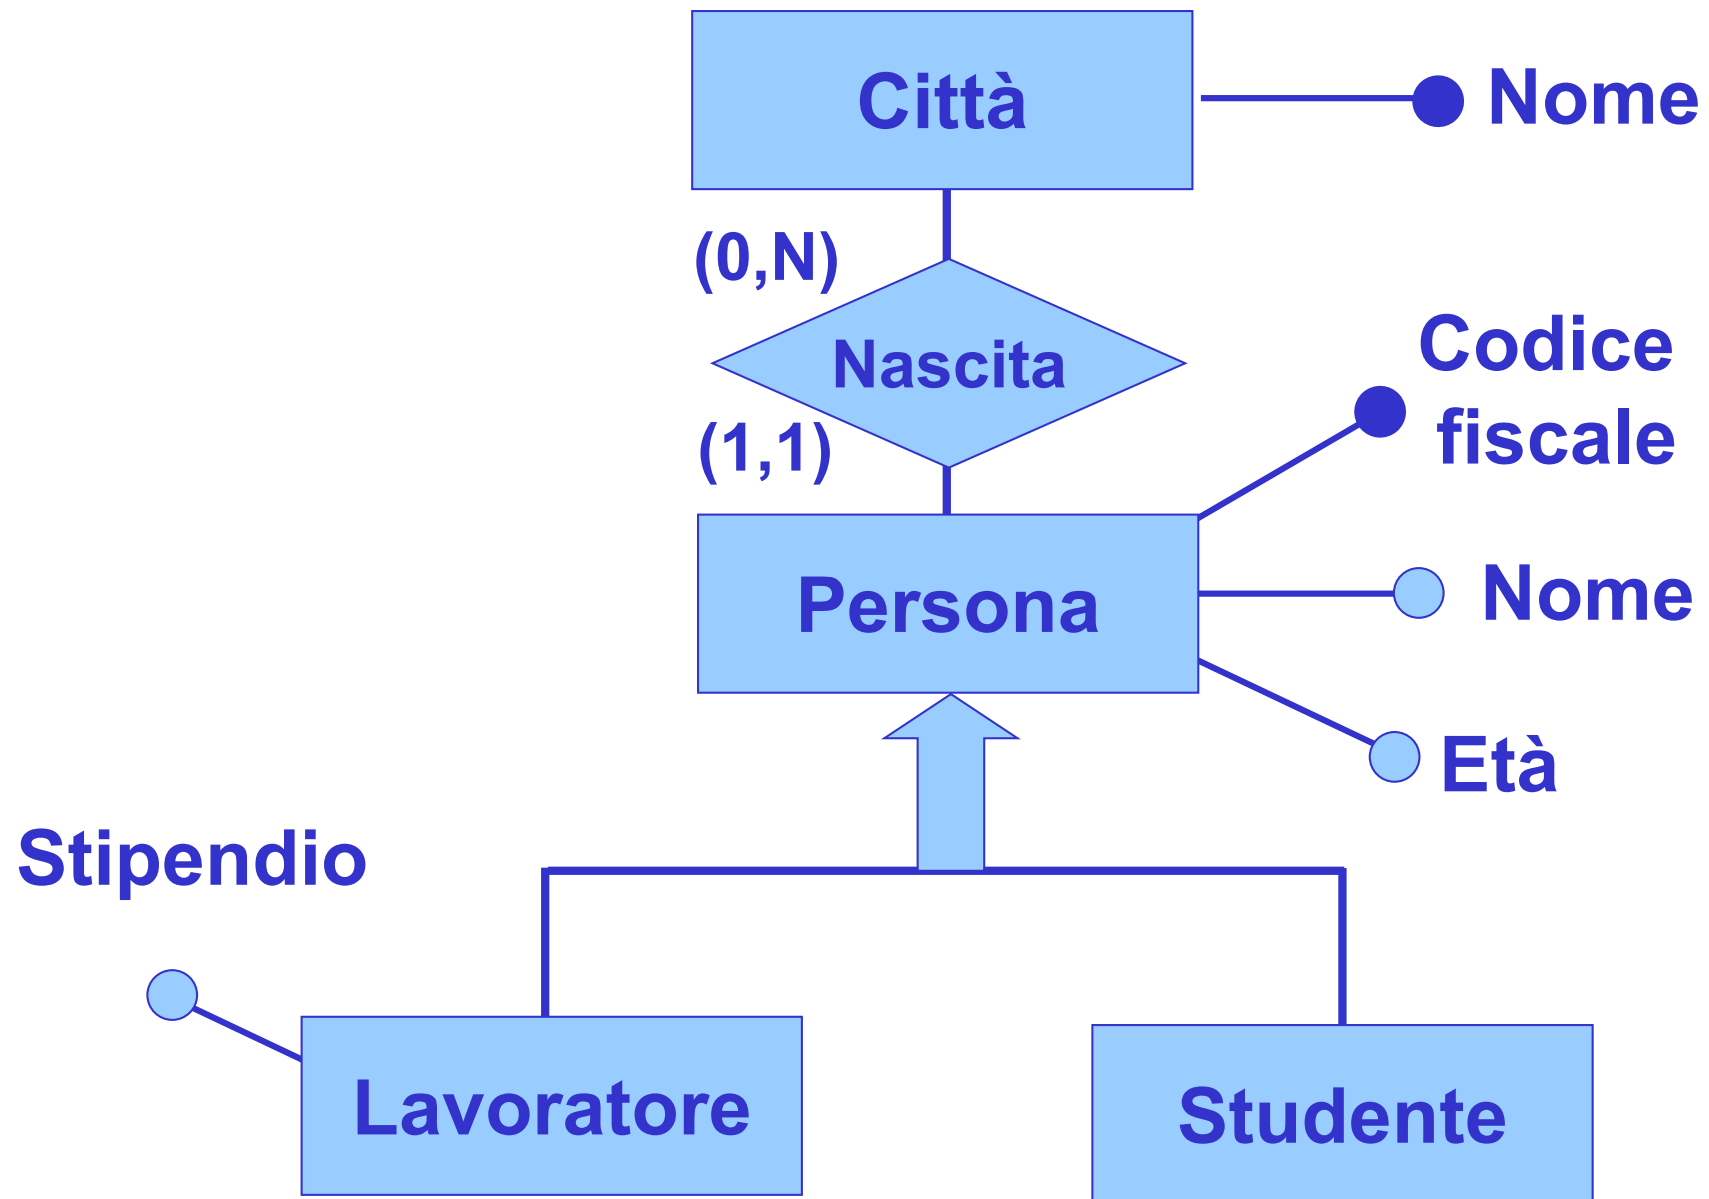 Città
Nome
(0,N)
Nascita
(1,1)
Codice
fiscale
Persona
Nome
Età
Stipendio
Lavoratore
Studente